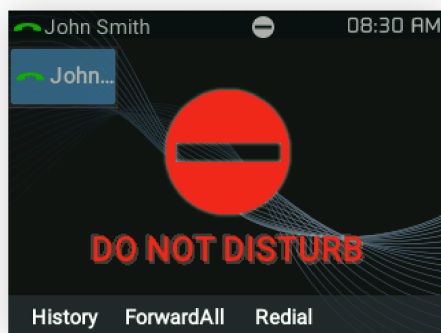 John Smith 08:30 AM
John...
DO NOT DISTURB
History ForwardAll Redial